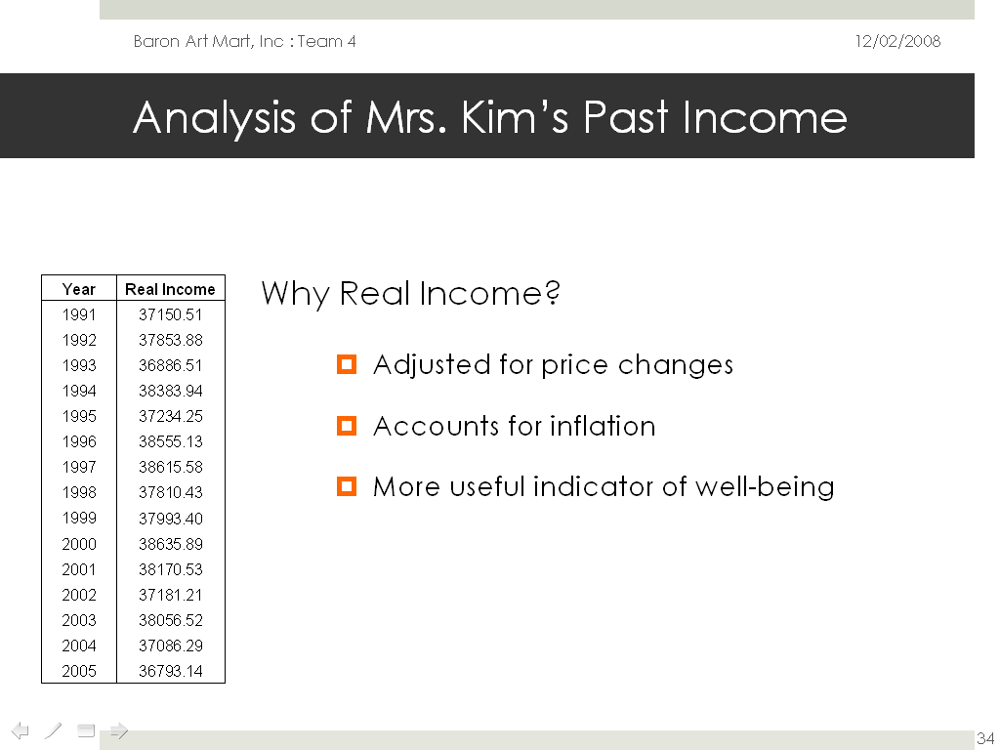 Baron Art Mart, Inc : Team 4 12/02/2008
Analysis of Mrs. Kim’s Past Income
Year Real Income
1991 37150.51
1992 37853.88
1993 36886.51
1994 38383.94
1995 37234.25
1996 38555.13
1997 38615.58
1998 37810.43
1999 37993.40
2000 38635.89
2001 38170.53
2002 37181.21
2003 38056.52
2004 37086.29
2005 36793.14
Why Real Income?
Adjusted for price changes
Accounts for inflation
More useful indicator of well-being
34